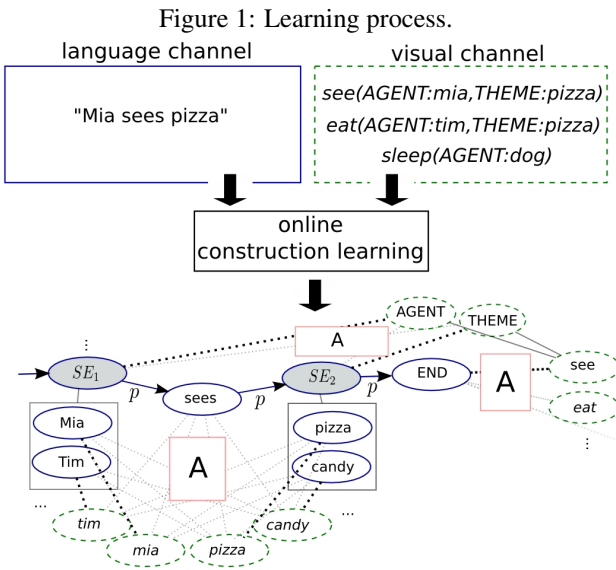 Figure 1: Learning process.
language channel
visual channel
"Mia sees pizza"
see(AGENT:mia,THEME:pizza)
eat(AGENT:tim,THEME:pizza)
sleep(AGENT:dog)
online
construction learning
AGENT
THEME
A
⋮
SE1
p
sees
p
SE2
p
END
A
see
eat
⋮
Mia
Tim
A
pizza
candy
...
...
tim
mia
pizza
candy